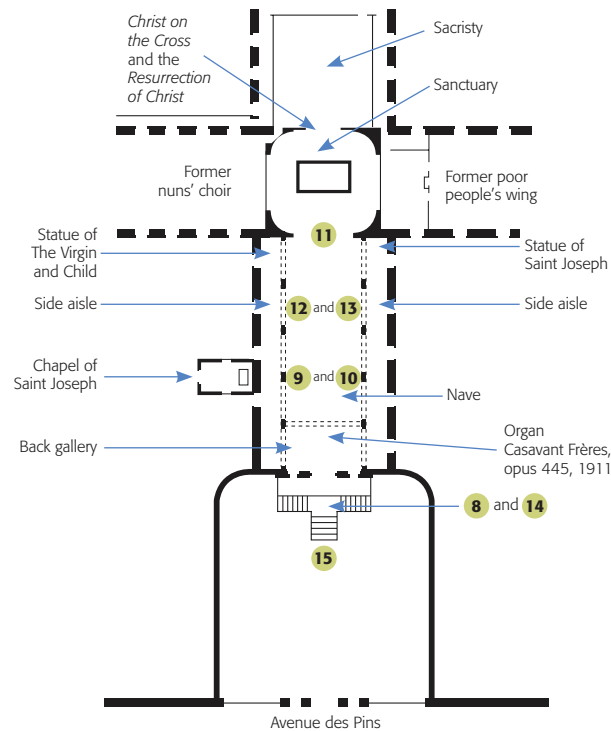 Christ on
the Cross
and the
Resurrection
of Christ
Sacristy
Sanctuary
Former
nuns' choir
Former poor
people's wing
11
Statue of
The Virgin
and Child
Statue of
Saint Joseph
Side aisle
12 and 13
Side aisle
Chapel of
Saint Joseph
9 and 10
Nave
Back gallery
Organ
Casavant Frères,
opus 445, 1911
8 and 14
15
Avenue des Pins